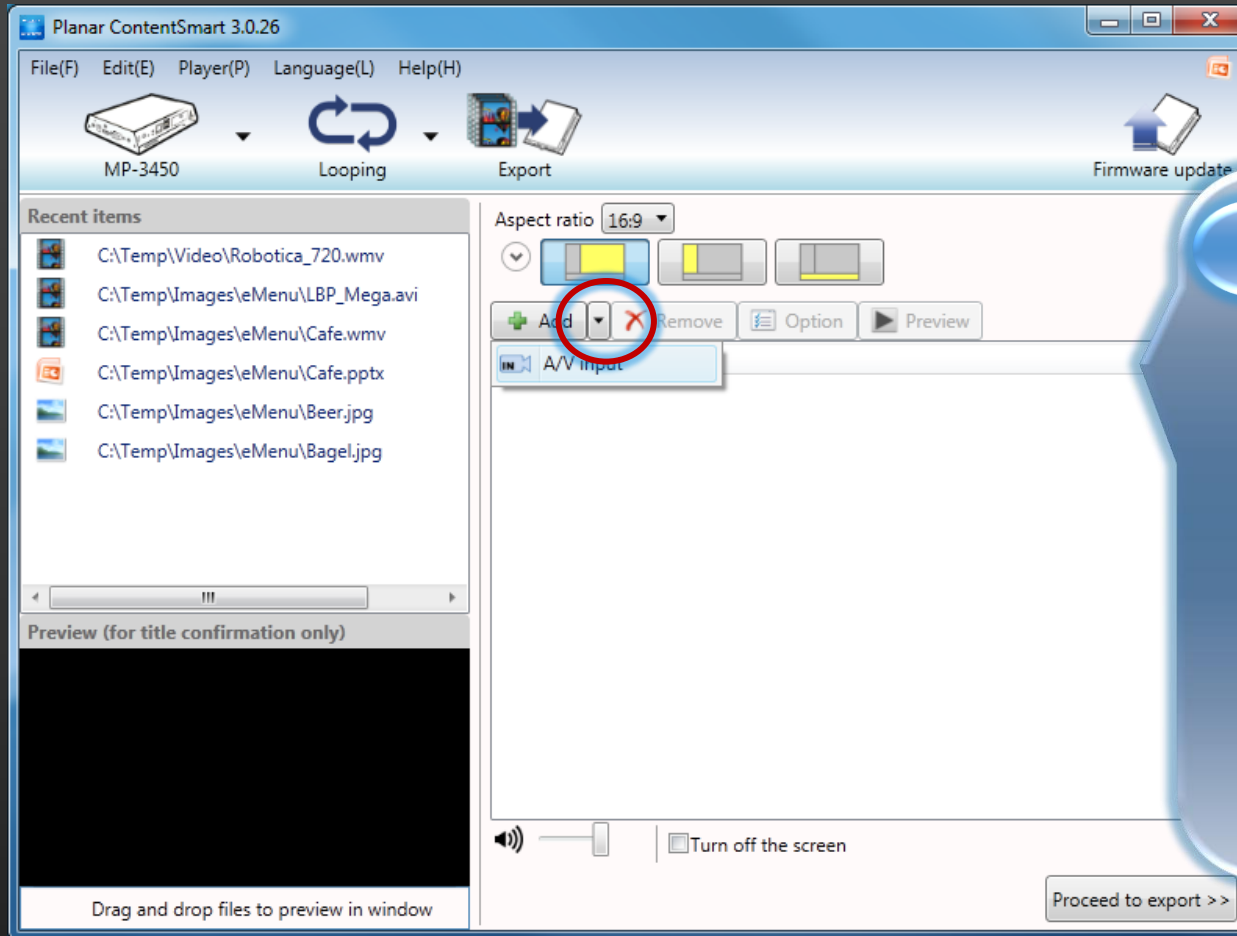 Planar ContentSmart 3.0.26
File(F) Edit(E) Player(P) Language(L) Help(H)
MP-3450 Looping Export Firmware update
Recent items
C:\Temp\Video\Robotica_720.wmv
C:\Temp\Images\eMenu\LBP_Mega.avi
C:\Temp\Images\eMenu\Cafe.wmv
C:\Temp\Images\eMenu\Cafe.pptx
C:\Temp\Images\eMenu\Beer.jpg
C:\Temp\Images\eMenu\Bagel.jpg
Preview (for title confirmation only)
Drag and drop files to preview in window
Aspect ratio 16:9
Add Remove Option Preview
IN A/V input
Turn off the screen
Proceed to export >>